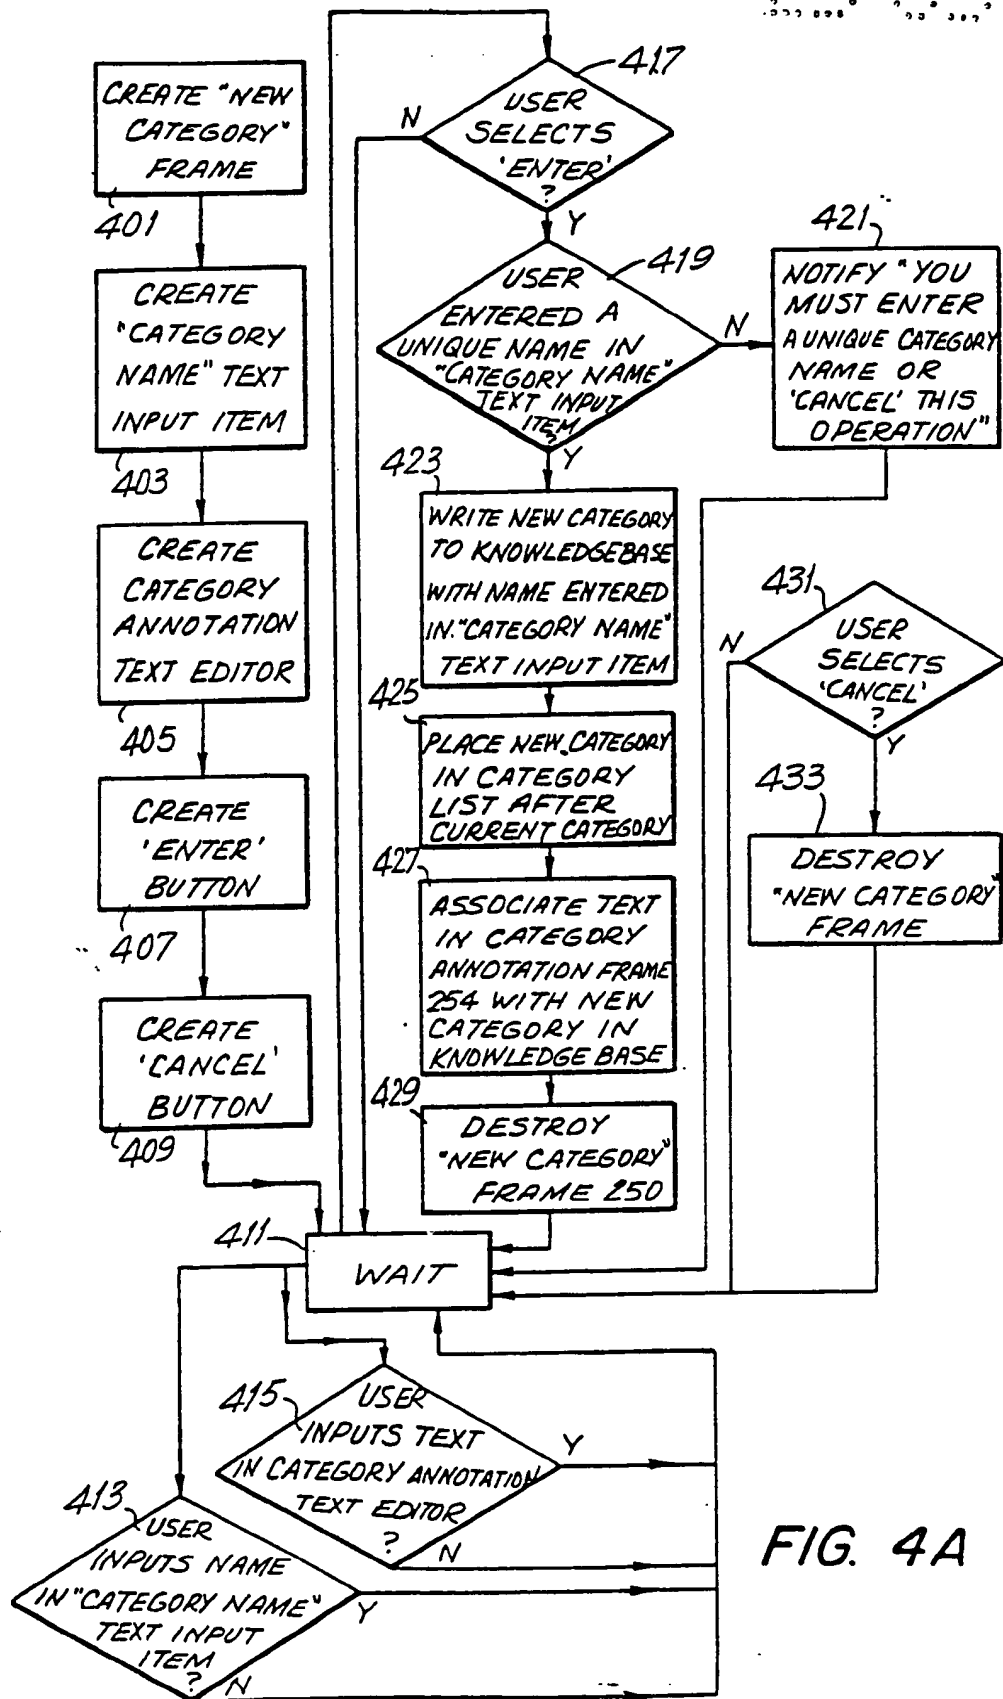 CREATE "NEW
CATEGORY"
FRAME
401
CREATE
"CATEGORY
NAME" TEXT
INPUT ITEM
403
CREATE
CATEGORY
ANNOTATION
TEXT EDITOR
405
CREATE
'ENTER'
BUTTON
407
CREATE
'CANCEL'
BUTTON
409
417
USER
SELECTS
'ENTER'
?
N
Y
419
USER
ENTERED A
UNIQUE NAME IN
"CATEGORY NAME"
TEXT INPUT
ITEM
?
N
Y
421
NOTIFY "YOU
MUST ENTER
A UNIQUE CATEGORY
NAME OR
'CANCEL' THIS
OPERATION"
423
WRITE NEW CATEGORY
TO KNOWLEDGEBASE
WITH NAME ENTERED
IN "CATEGORY NAME"
TEXT INPUT ITEM
425
PLACE NEW CATEGORY
IN CATEGORY
LIST AFTER
CURRENT CATEGORY
427
ASSOCIATE TEXT
IN CATEGORY
ANNOTATION FRAME
254 WITH NEW
CATEGORY IN
KNOWLEDGE BASE
429
DESTROY
"NEW CATEGORY"
FRAME 250
431
USER
SELECTS
'CANCEL'
?
N
Y
433
DESTROY
"NEW CATEGORY"
FRAME
411
WAIT
415
USER
INPUTS TEXT
IN CATEGORY ANNOTATION
TEXT EDITOR
?
Y
N
413
USER
INPUTS NAME
IN "CATEGORY NAME"
TEXT INPUT
ITEM
?
Y
N
FIG. 4A